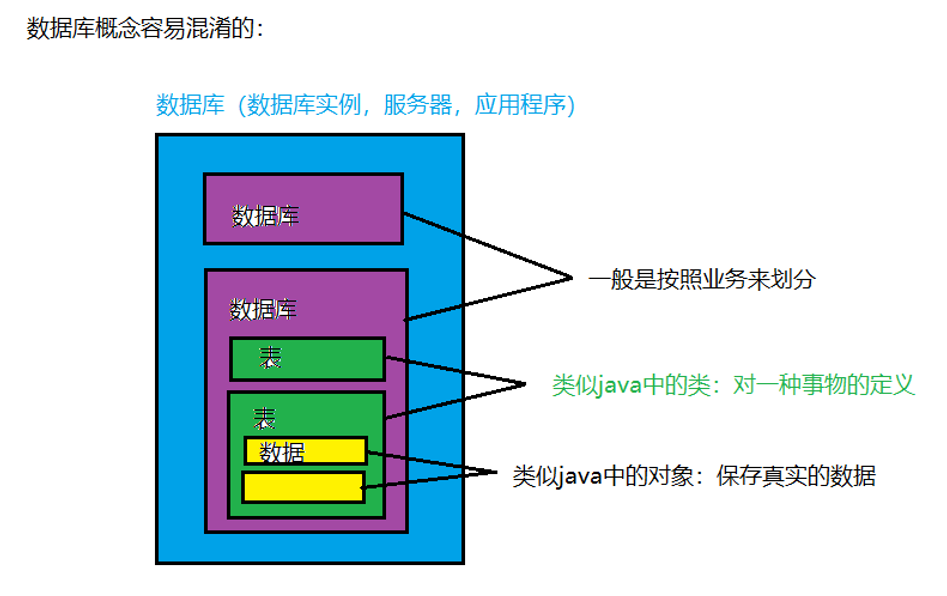 数据库概念容易混淆的：
数据库（数据库实例，服务器，应用程序）
数据库
一般是按照业务来划分
数据库
表
类似java中的类：对一种事物的定义
表
数据
类似java中的对象：保存真实的数据